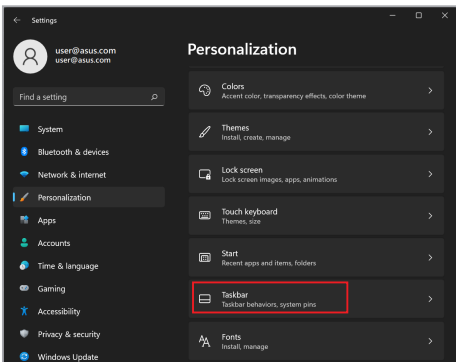 Settings
user@asus.com
user@asus.com
Find a setting
System
Bluetooth & devices
Network & internet
Personalization
Apps
Accounts
Time & language
Gaming
Accessibility
Privacy & security
Windows Update
Personalization
Colors
Accent color, transparency effects, color theme
Themes
Install, create, manage
Lock screen
Lock screen images, apps, animations
Touch keyboard
Themes, size
Start
Recent apps and items, folders
Taskbar
Taskbar behaviors, system pins
Fonts
Install, manage